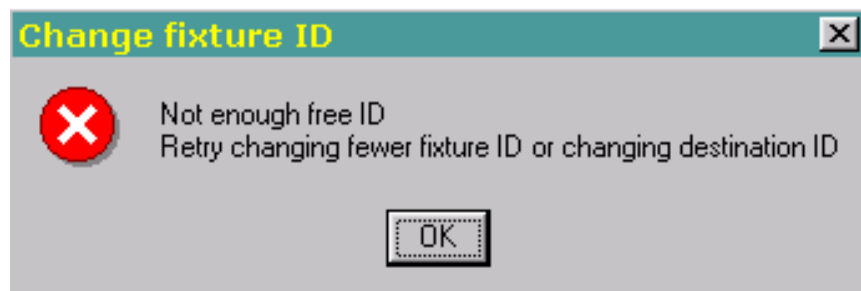 Change fixture ID
Not enough free ID
Retry changing fewer fixture ID or changing destination ID
OK